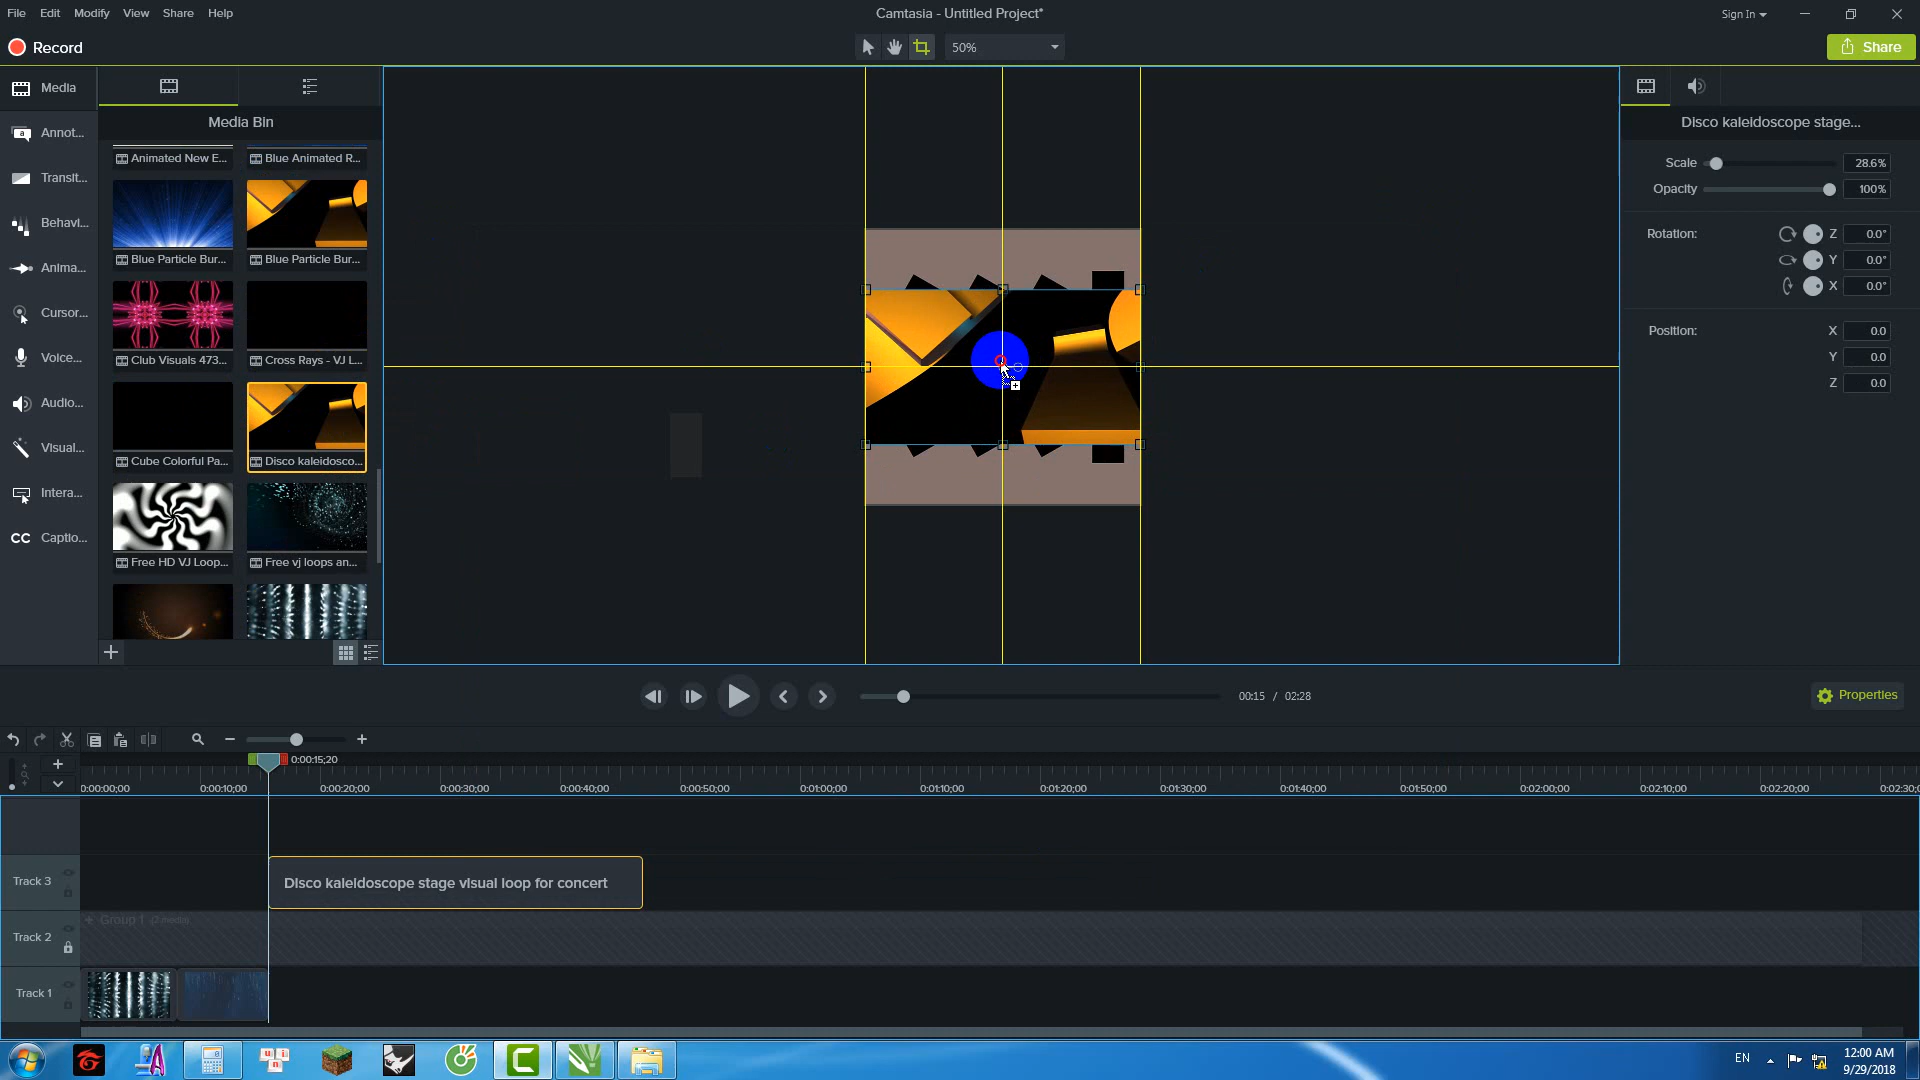 File Edit Modify View Share Help
Camtasia - Untitled Project*
Sign In
Record
50%
Share
Media
Annot...
Transit...
Behavi...
Anima...
Cursor...
Voice...
Audio...
Visual...
Intera...
CC Captio...
Media Bin
Animated New E... Blue Animated R...
Blue Particle Bur... Blue Particle Bur...
Club Visuals 473... Cross Rays - VJ L...
Cube Colorful Pa... Disco kaleidosco...
Free HD VJ Loop... Free vj loops an...
Disco kaleidoscope stage...
Scale 28.6%
Opacity 100%
Rotation: Z 0.0°
Y 0.0°
X 0.0°
Position: X 0.0
Y 0.0
Z 0.0
00:15 / 02:28
Properties
0:00:15;20
0:00:00;00 0:00:10;00 0:00:20;00 0:00:30;00 0:00:40;00 0:00:50;00 0:01:00;00 0:01:10;00 0:01:20;00 0:01:30;00 0:01:40;00 0:01:50;00 0:02:00;00 0:02:10;00 0:02:20;00 0:02:30;0
Track 3
Disco kaleidoscope stage visual loop for concert
Track 2
+ Group 1 (2 media)
Track 1
EN
12:00 AM
9/29/2018